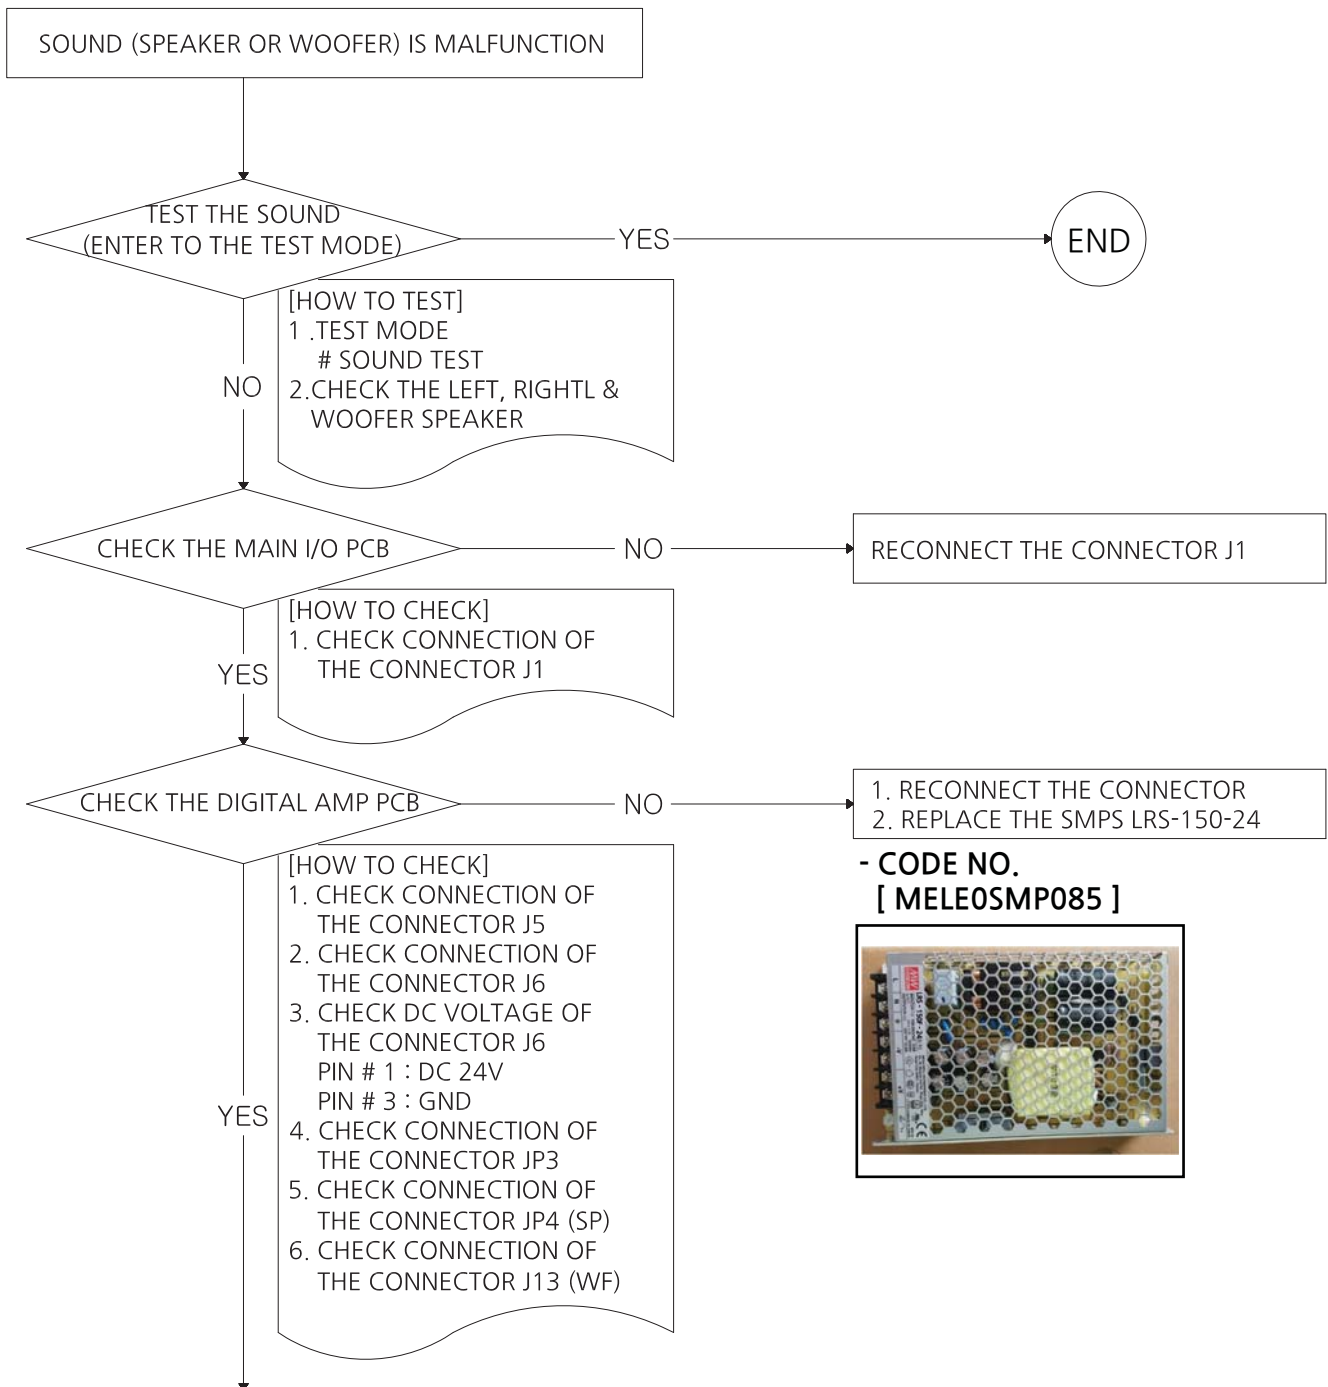 SOUND (SPEAKER OR WOOFER) IS MALFUNCTION
TEST THE SOUND
(ENTER TO THE TEST MODE)
YES
END
[HOW TO TEST]
1 .TEST MODE
# SOUND TEST
2.CHECK THE LEFT, RIGHTL &
WOOFER SPEAKER
NO
CHECK THE MAIN I/O PCB
NO
RECONNECT THE CONNECTOR J1
[HOW TO CHECK]
1. CHECK CONNECTION OF
THE CONNECTOR J1
YES
CHECK THE DIGITAL AMP PCB
NO
1. RECONNECT THE CONNECTOR
2. REPLACE THE SMPS LRS-150-24
- CODE NO.
[ MELE0SMP085 ]
[HOW TO CHECK]
1. CHECK CONNECTION OF
THE CONNECTOR J5
2. CHECK CONNECTION OF
THE CONNECTOR J6
3. CHECK DC VOLTAGE OF
THE CONNECTOR J6
PIN # 1 : DC 24V
PIN # 3 : GND
4. CHECK CONNECTION OF
THE CONNECTOR JP3
5. CHECK CONNECTION OF
THE CONNECTOR JP4 (SP)
6. CHECK CONNECTION OF
THE CONNECTOR J13 (WF)
YES